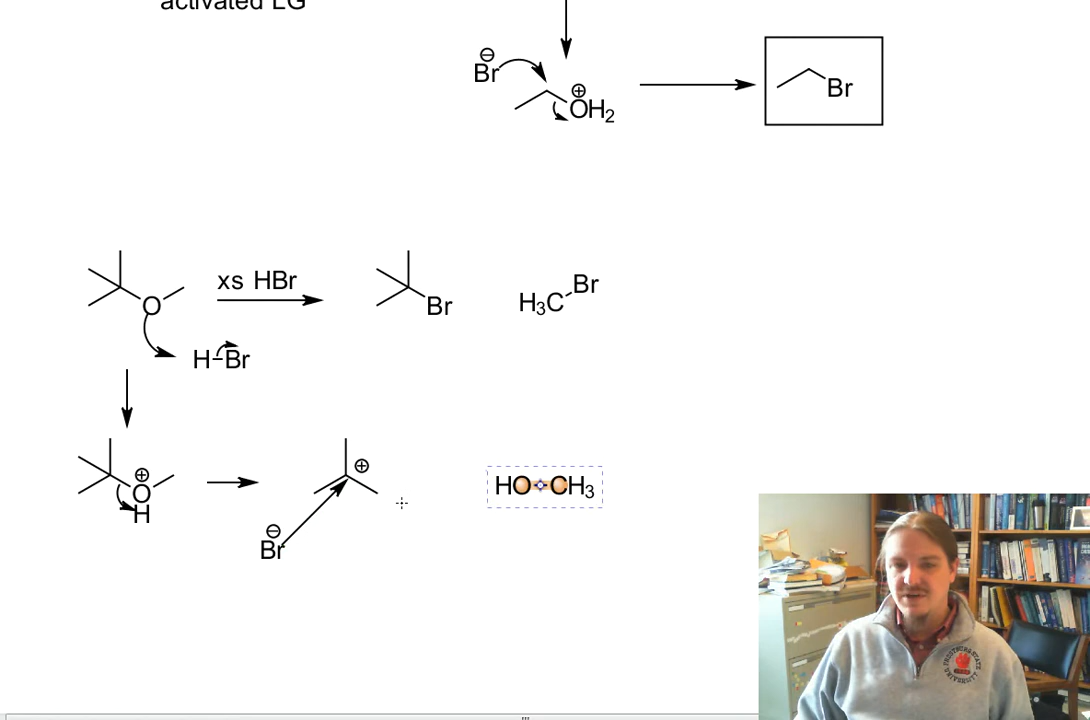 activated LG
⊖
Br
⊕
OH2
Br
xs HBr
O
H-Br
Br
H3C
Br
⊕
O
H
⊕
⊖
Br
HO CH3